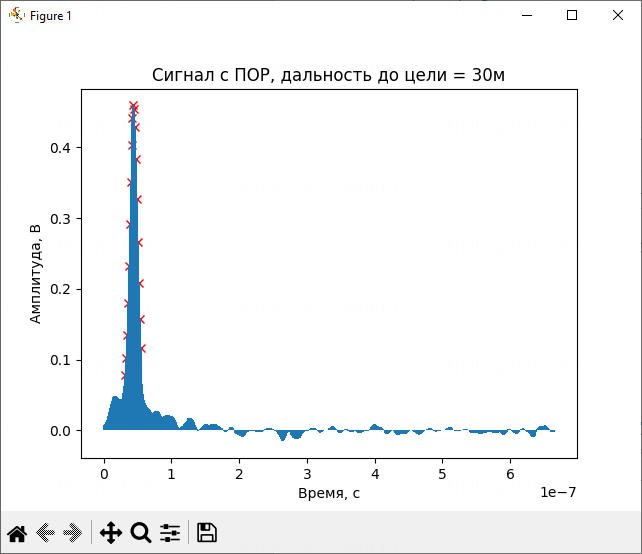 Figure 1
Сигнал с ПОР, дальность до цели = 30м
Амплитуда, В
0.4
0.3
0.2
0.1
0.0
0 1 2 3 4 5 6
1e-7
Время, с